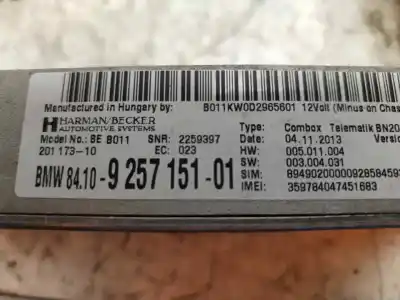 Manufactured in Hungary by: B011KW0D2965601 12Volt (Minus on Chas
HARMAN/BECKER
AUTOMOTIVE SYSTEMS
Type: Combox Telematik BN20
Model No.: BE B011 SNR: 2259397 Date: 04.11.2013 Versio
201 173-10 EC: 023 HW: 005.011.004
SW: 003.004.031
BMW 84.10-9 257 151-01 SIM: 8949020000092858459
IMEI: 359784047451683